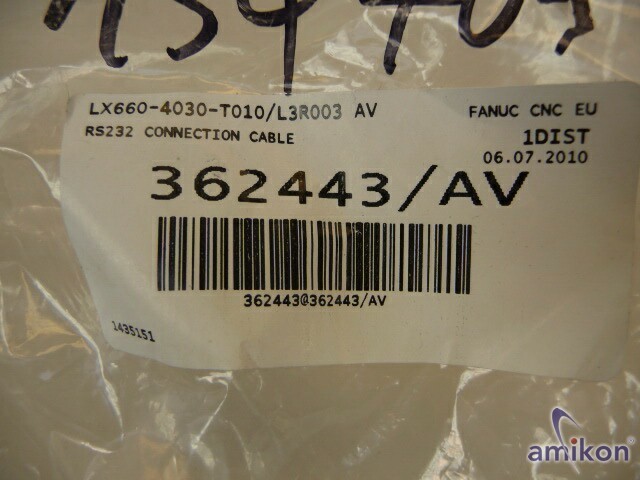 LX660-4030-T010/L3R003 AV
FANUC CNC EU
RS232 CONNECTION CABLE
1DIST
06.07.2010
362443/AV
362443@362443/AV
1435151
amikon